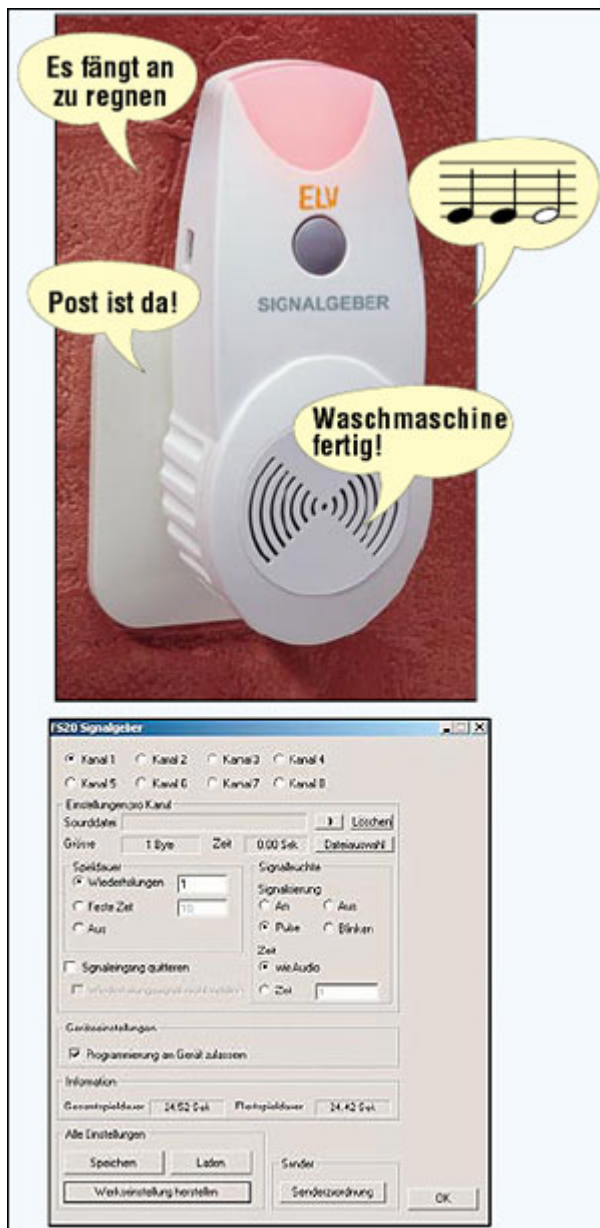 Es fängt an
zu regnen
ELV
SIGNALGEBER
Post ist da!
Waschmaschine
fertig!
FS20 Signalgeber
Kanal 1 Kanal 2 Kanal 3 Kanal 4
Kanal 5 Kanal 6 Kanal 7 Kanal 8
Einstellungen pro Kanal
Sounddatei Löschen
Grösse 1 Byte Zeit 0.00 Sek Dateiauswahl
Spieldauer Signalleuchte
Wiederholungen 1 Signalisierung
Feste Zeit 10 An Aus
Aus Pulse Blinken
Zeit
Signaleingang quittieren wie Audio
Zeit
Geräteeinstellungen
Programmierung an Gerät zulassen
Information
Gesamtspieldauer 24,52 Sek Restspieldauer 24,42 Sek
Alle Einstellungen
Speichern Laden Sender
Werkseinstellung herstellen Senderzuordnung OK